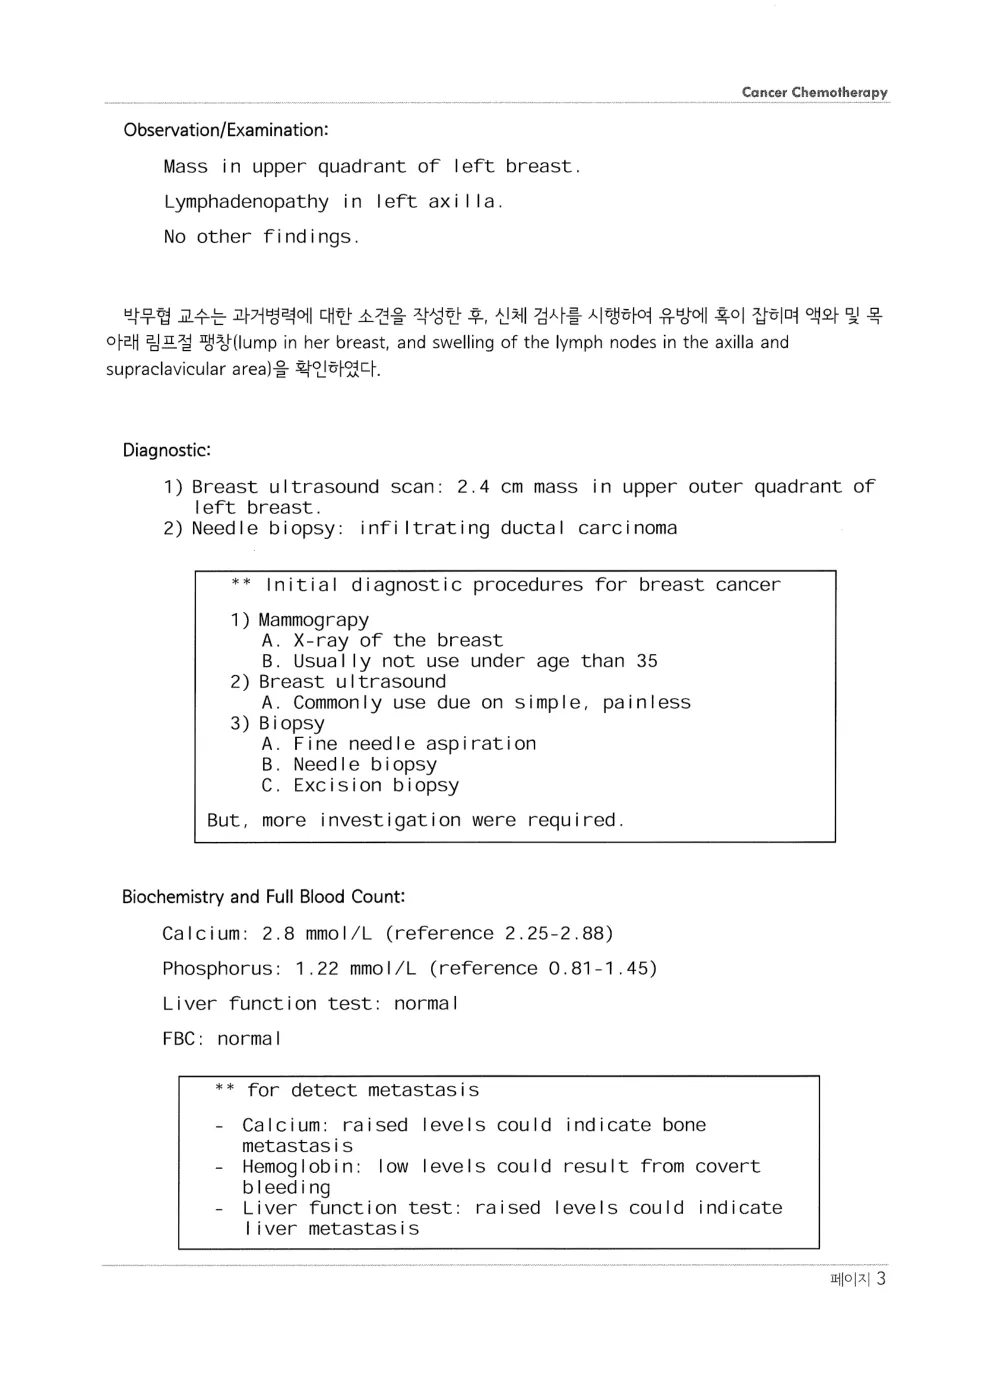 Cancer Chemotherapy
Observation/Examination:
Mass in upper quadrant of left breast.
Lymphadenopathy in left axilla.
No other findings.
박무협 교수는 과거병력에 대한 소견을 작성한 후, 신체 검사를 시행하여 유방에 혹이 잡히며 액와 및 목
아래 림프절 팽창(lump in her breast, and swelling of the lymph nodes in the axilla and
supraclavicular area)을 확인하였다.
Diagnostic:
1) Breast ultrasound scan: 2.4 cm mass in upper outer quadrant of
left breast.
2) Needle biopsy: infiltrating ductal carcinoma
** Initial diagnostic procedures for breast cancer
1) Mammograpy
A. X-ray of the breast
B. Usually not use under age than 35
2) Breast ultrasound
A. Commonly use due on simple, painless
3) Biopsy
A. Fine needle aspiration
B. Needle biopsy
C. Excision biopsy
But, more investigation were required.
Biochemistry and Full Blood Count:
Calcium: 2.8 mmol/L (reference 2.25-2.88)
Phosphorus: 1.22 mmol/L (reference 0.81-1.45)
Liver function test: normal
FBC: normal
** for detect metastasis
- Calcium: raised levels could indicate bone
metastasis
- Hemoglobin: low levels could result from covert
bleeding
- Liver function test: raised levels could indicate
liver metastasis
페이지 3